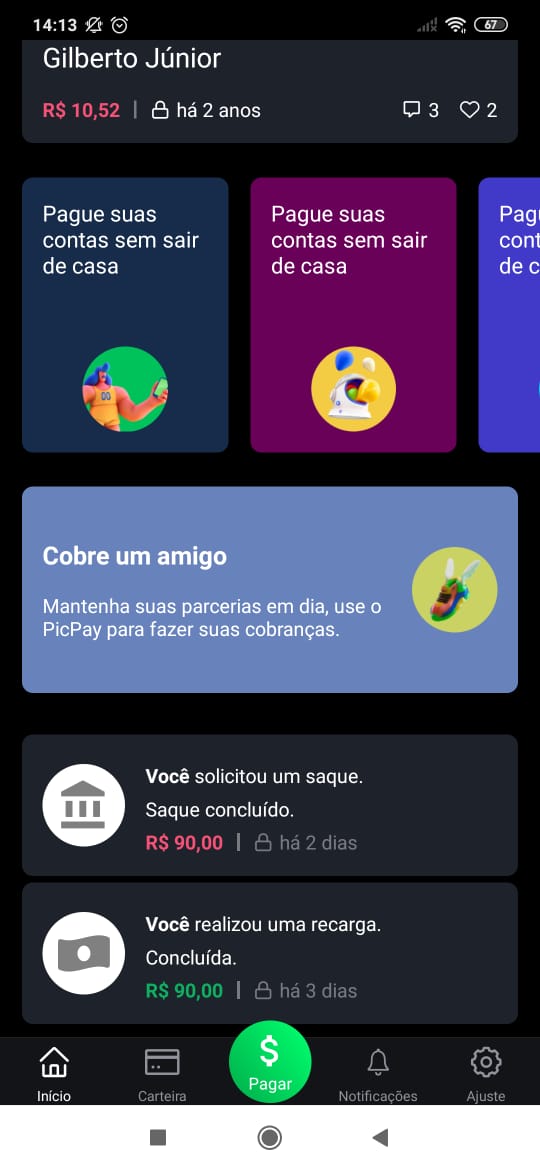 14:13
67
Gilberto Júnior
R$ 10,52 | há 2 anos 3 2
Pague suas
contas sem sair
de casa
Pague suas
contas sem sair
de casa
Pagu
cont
de c
Cobre um amigo
Mantenha suas parcerias em dia, use o
PicPay para fazer suas cobranças.
Você solicitou um saque.
Saque concluído.
R$ 90,00 | há 2 dias
Você realizou uma recarga.
Concluída.
R$ 90,00 | há 3 dias
$
Início
Carteira
Pagar
Notificações
Ajuste